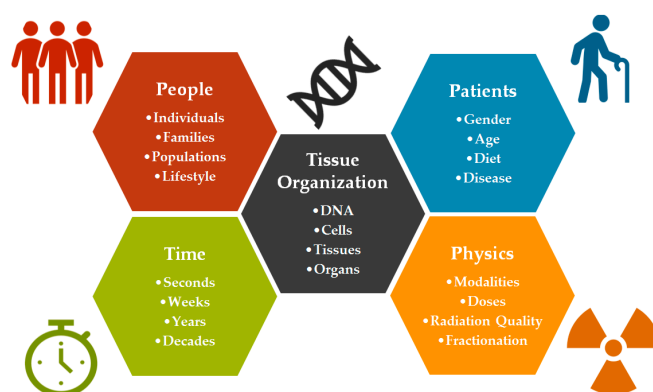 People
•Individuals
•Families
•Populations
•Lifestyle
Patients
•Gender
•Age
•Diet
•Disease
Tissue
Organization
•DNA
•Cells
•Tissues
•Organs
Time
•Seconds
•Weeks
•Years
•Decades
Physics
•Modalities
•Doses
•Radiation Quality
•Fractionation